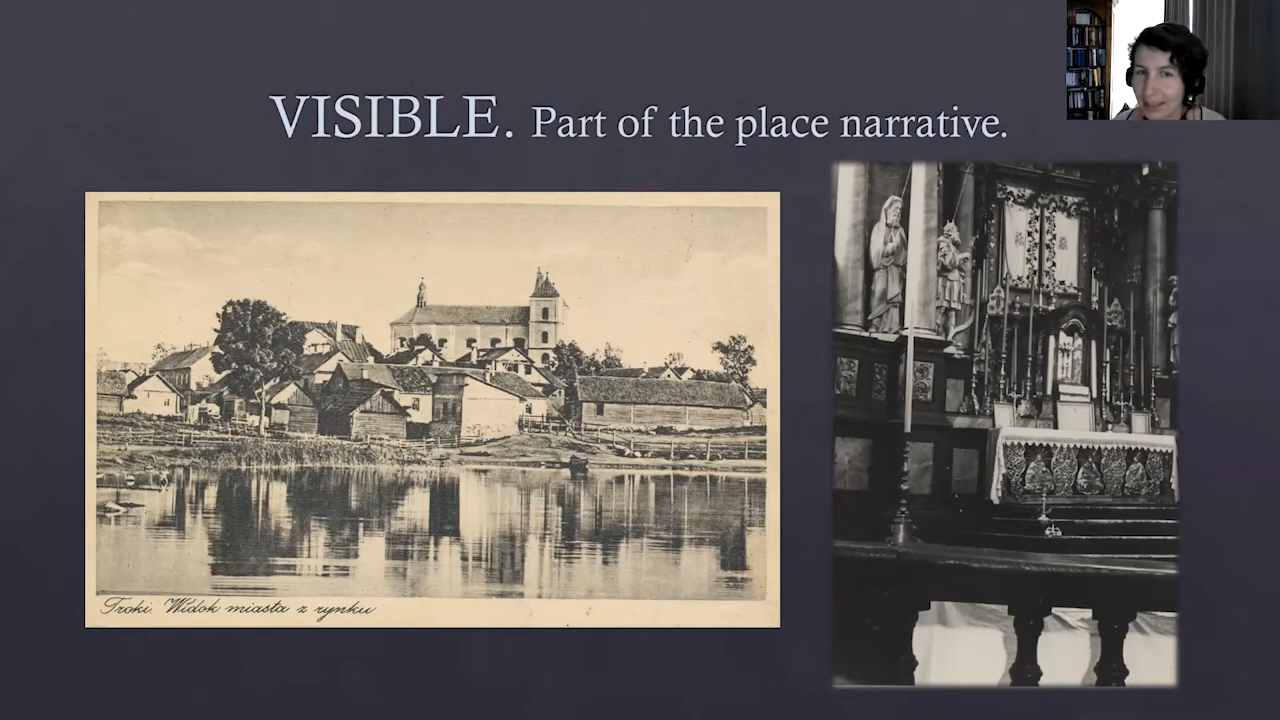 VISIBLE. Part of the place narrative.
Troki. Widok miasta z rynku